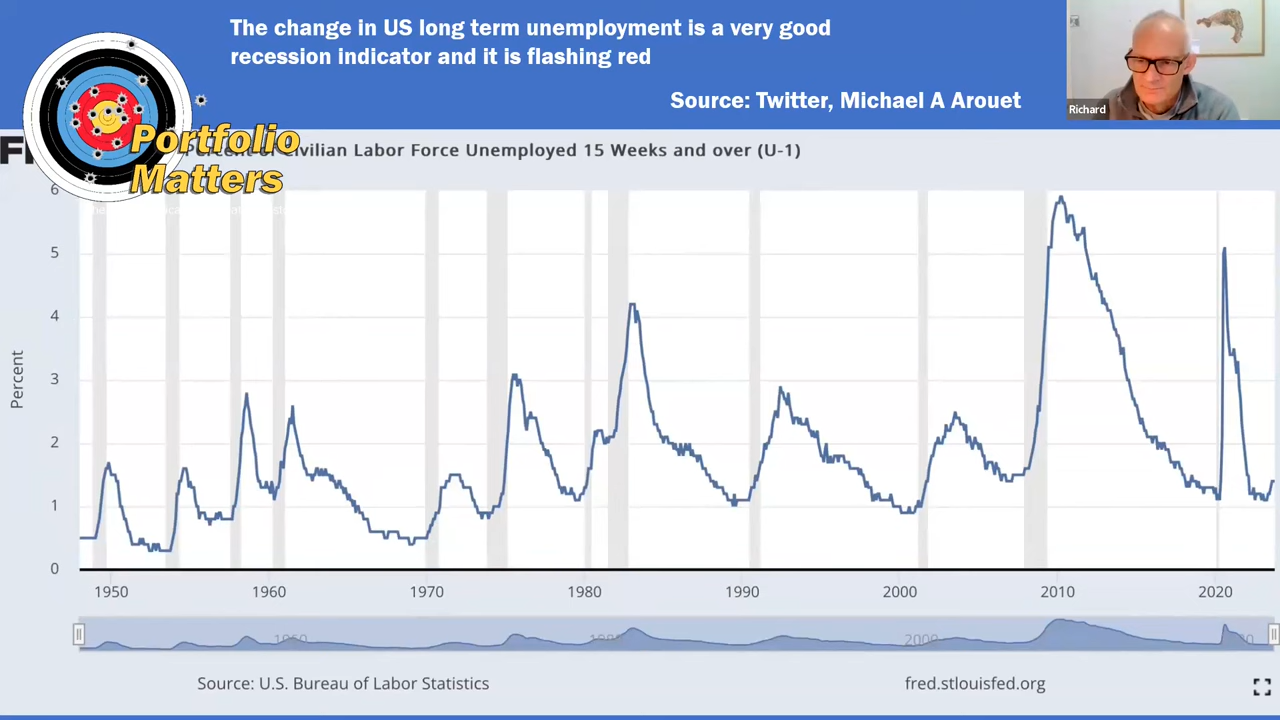 The change in US long term unemployment is a very good
recession indicator and it is flashing red
Source: Twitter, Michael A Arouet
Richard
Portfolio
Matters
Civilian Labor Force Unemployed 15 Weeks and over (U-1)
Percent
6
5
4
3
2
1
0
1950
1960
1970
1980
1990
2000
2010
2020
1960
2000
Source: U.S. Bureau of Labor Statistics
fred.stlouisfed.org